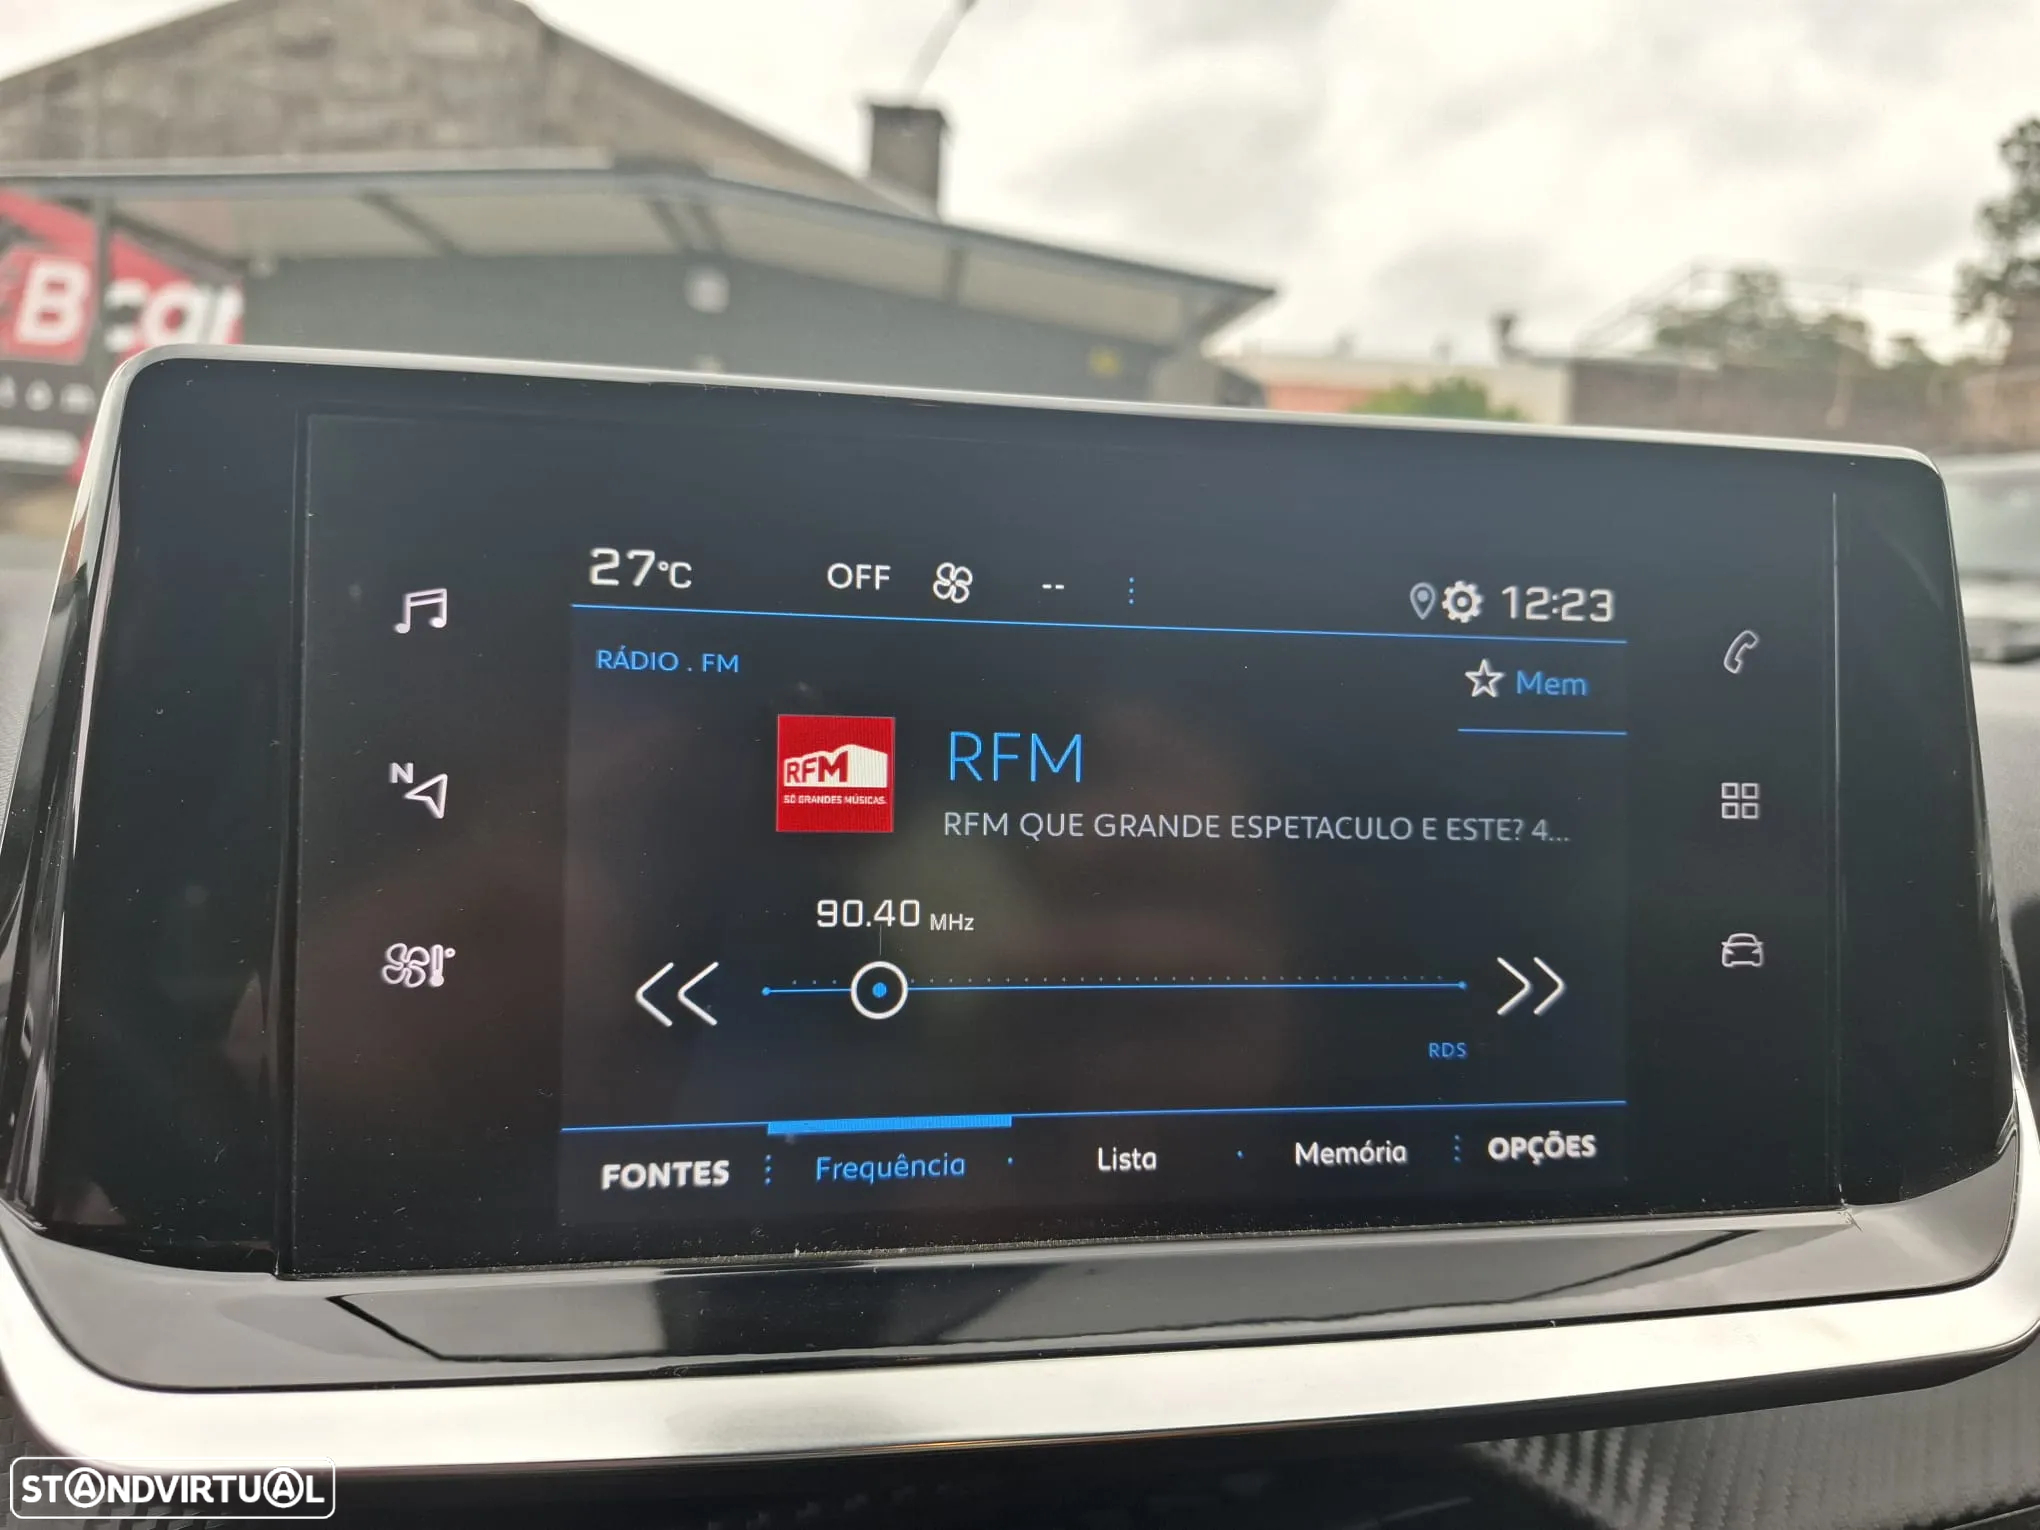 Bcar
27°C OFF -- 12:23
RÁDIO . FM
Mem
RFM
SÓ GRANDES MÚSICAS.
RFM
RFM QUE GRANDE ESPETACULO E ESTE? 4...
N
90.40 MHz
RDS
FONTES Frequência Lista Memória OPÇÕES
STANDVIRTUAL